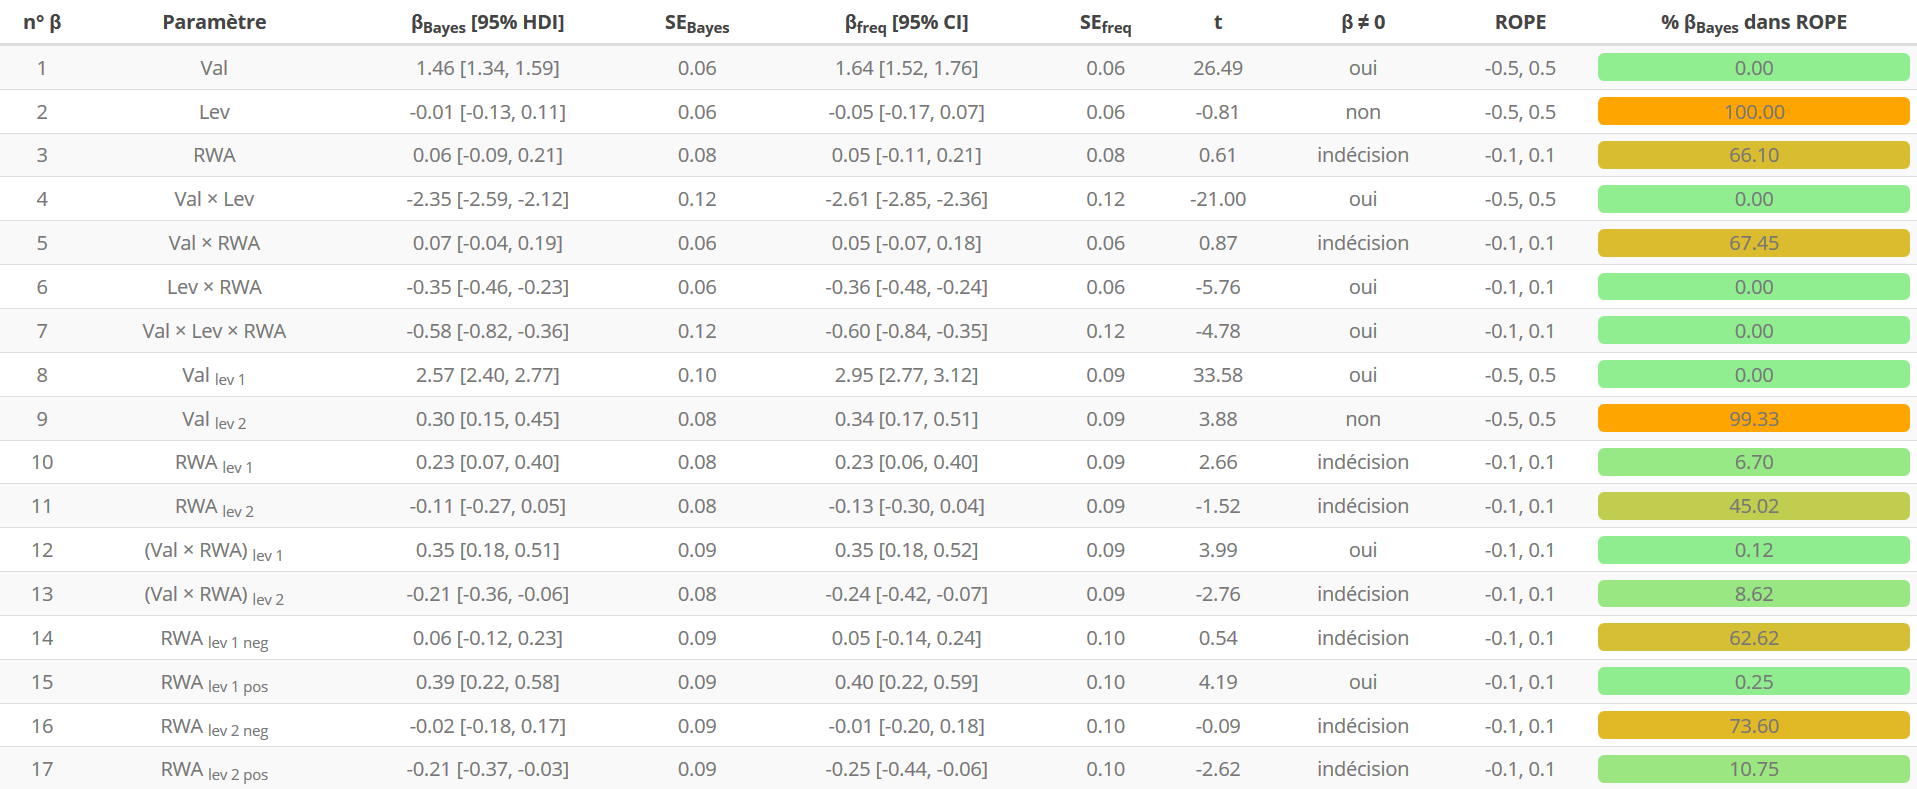 n° β Paramètre βBayes [95% HDI] SEBayes βfreq [95% CI] SEfreq t β ≠ 0 ROPE % βBayes dans ROPE
1 Val 1.46 [1.34, 1.59] 0.06 1.64 [1.52, 1.76] 0.06 26.49 oui -0.5, 0.5 0.00
2 Lev -0.01 [-0.13, 0.11] 0.06 -0.05 [-0.17, 0.07] 0.06 -0.81 non -0.5, 0.5 100.00
3 RWA 0.06 [-0.09, 0.21] 0.08 0.05 [-0.11, 0.21] 0.08 0.61 indécision -0.1, 0.1 66.10
4 Val × Lev -2.35 [-2.59, -2.12] 0.12 -2.61 [-2.85, -2.36] 0.12 -21.00 oui -0.5, 0.5 0.00
5 Val × RWA 0.07 [-0.04, 0.19] 0.06 0.05 [-0.07, 0.18] 0.06 0.87 indécision -0.1, 0.1 67.45
6 Lev × RWA -0.35 [-0.46, -0.23] 0.06 -0.36 [-0.48, -0.24] 0.06 -5.76 oui -0.1, 0.1 0.00
7 Val × Lev × RWA -0.58 [-0.82, -0.36] 0.12 -0.60 [-0.84, -0.35] 0.12 -4.78 oui -0.1, 0.1 0.00
8 Val lev 1 2.57 [2.40, 2.77] 0.10 2.95 [2.77, 3.12] 0.09 33.58 oui -0.5, 0.5 0.00
9 Val lev 2 0.30 [0.15, 0.45] 0.08 0.34 [0.17, 0.51] 0.09 3.88 non -0.5, 0.5 99.33
10 RWA lev 1 0.23 [0.07, 0.40] 0.08 0.23 [0.06, 0.40] 0.09 2.66 indécision -0.1, 0.1 6.70
11 RWA lev 2 -0.11 [-0.27, 0.05] 0.08 -0.13 [-0.30, 0.04] 0.09 -1.52 indécision -0.1, 0.1 45.02
12 (Val × RWA) lev 1 0.35 [0.18, 0.51] 0.09 0.35 [0.18, 0.52] 0.09 3.99 oui -0.1, 0.1 0.12
13 (Val × RWA) lev 2 -0.21 [-0.36, -0.06] 0.08 -0.24 [-0.42, -0.07] 0.09 -2.76 indécision -0.1, 0.1 8.62
14 RWA lev 1 neg 0.06 [-0.12, 0.23] 0.09 0.05 [-0.14, 0.24] 0.10 0.54 indécision -0.1, 0.1 62.62
15 RWA lev 1 pos 0.39 [0.22, 0.58] 0.09 0.40 [0.22, 0.59] 0.10 4.19 oui -0.1, 0.1 0.25
16 RWA lev 2 neg -0.02 [-0.18, 0.17] 0.09 -0.01 [-0.20, 0.18] 0.10 -0.09 indécision -0.1, 0.1 73.60
17 RWA lev 2 pos -0.21 [-0.37, -0.03] 0.09 -0.25 [-0.44, -0.06] 0.10 -2.62 indécision -0.1, 0.1 10.75